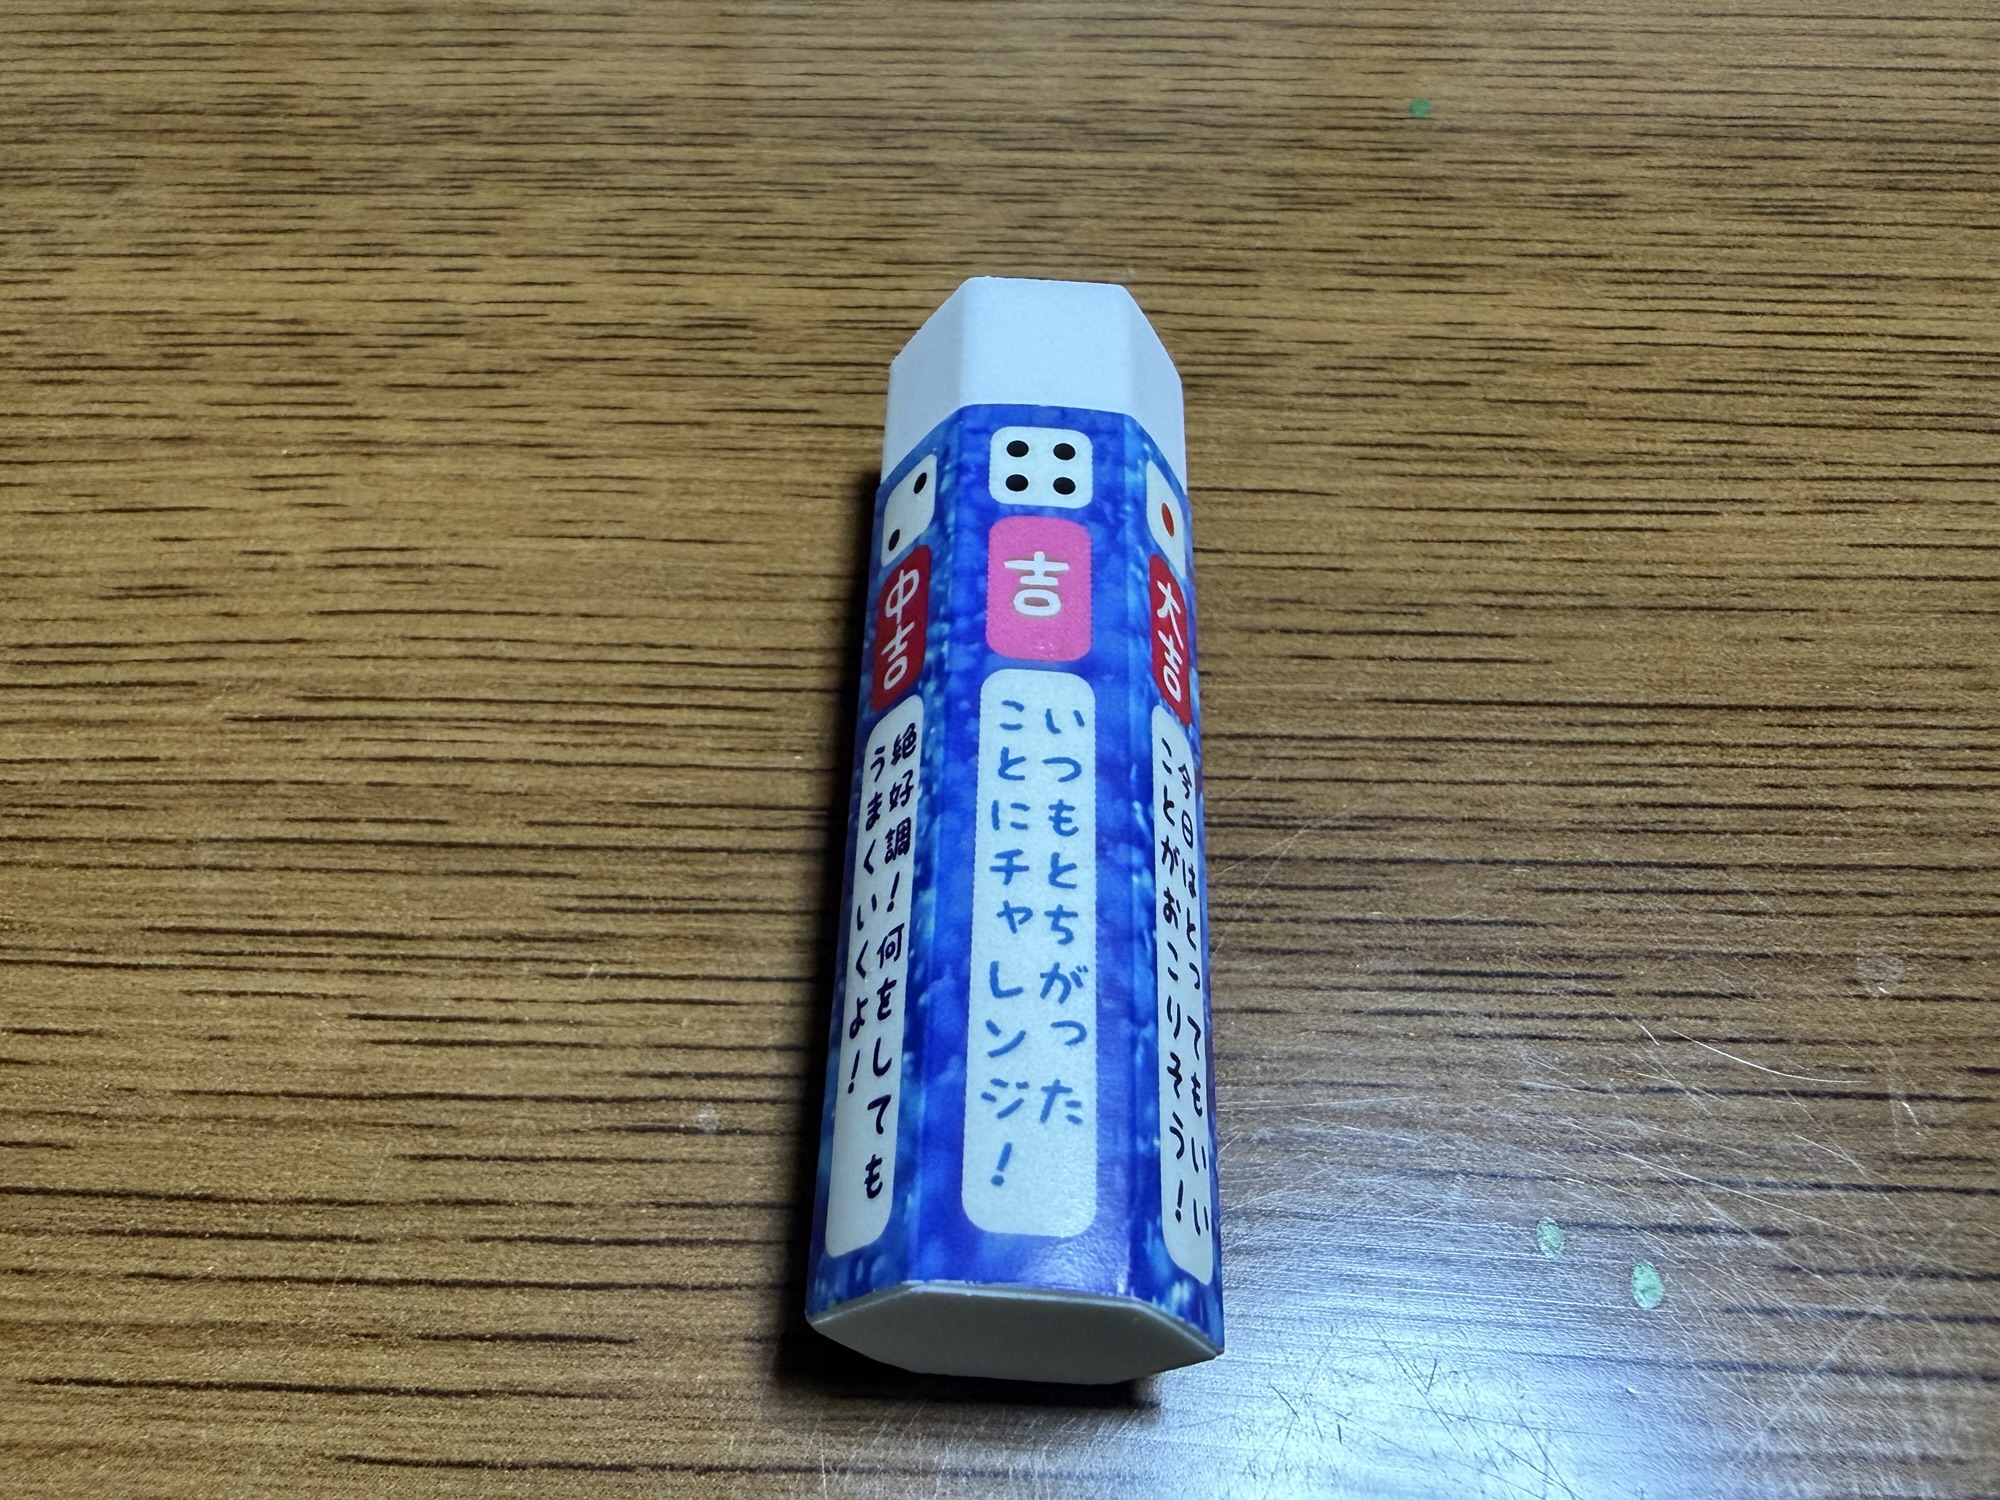 中吉
絶好調！何をしても
うまくいくよ！
吉
いつもとちがった
ことにチャレンジ！
大吉
今日はとってもいい
ことがおこりそう！